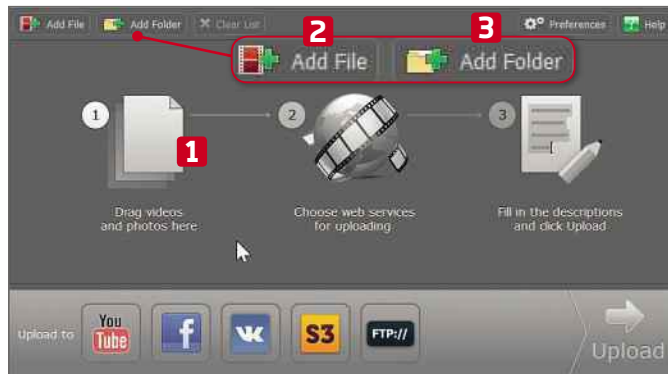 Add File Add Folder Clear List Preferences Help
2 3
Add File Add Folder
1 2 3
1
Drag videos
and photos here
Choose web services
for uploading
Fill in the descriptions
and click Upload
Upload to You Tube f S3 FTP:// Upload